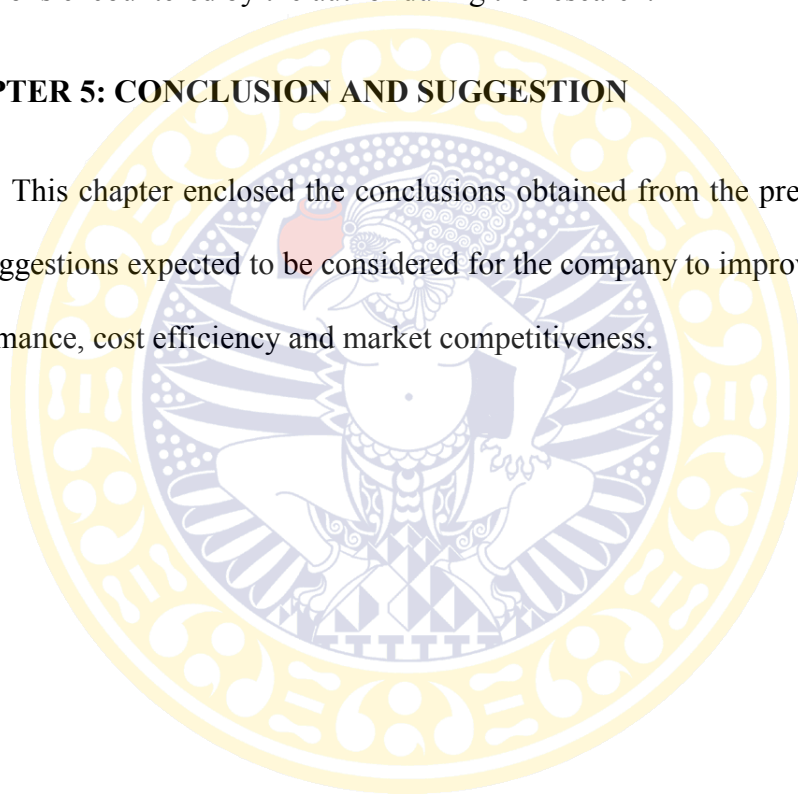 PTER 5: CONCLUSION AND SUGGESTION
This chapter enclosed the conclusions obtained from the pre
ggestions expected to be considered for the company to improv
mance, cost efficiency and market competitiveness.